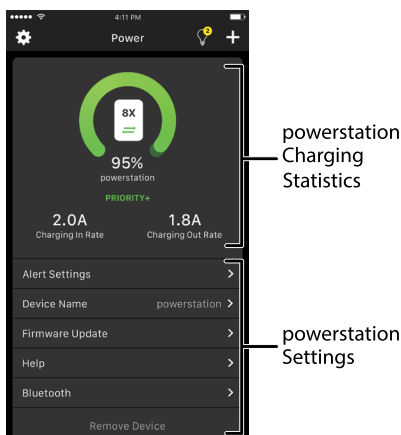 4:11 PM
Power
2
8X
95%
powerstation
PRIORITY+
2.0A 1.8A
Charging In Rate Charging Out Rate
powerstation
Charging
Statistics
Alert Settings
Device Name powerstation
Firmware Update
Help
Bluetooth
Remove Device
powerstation
Settings